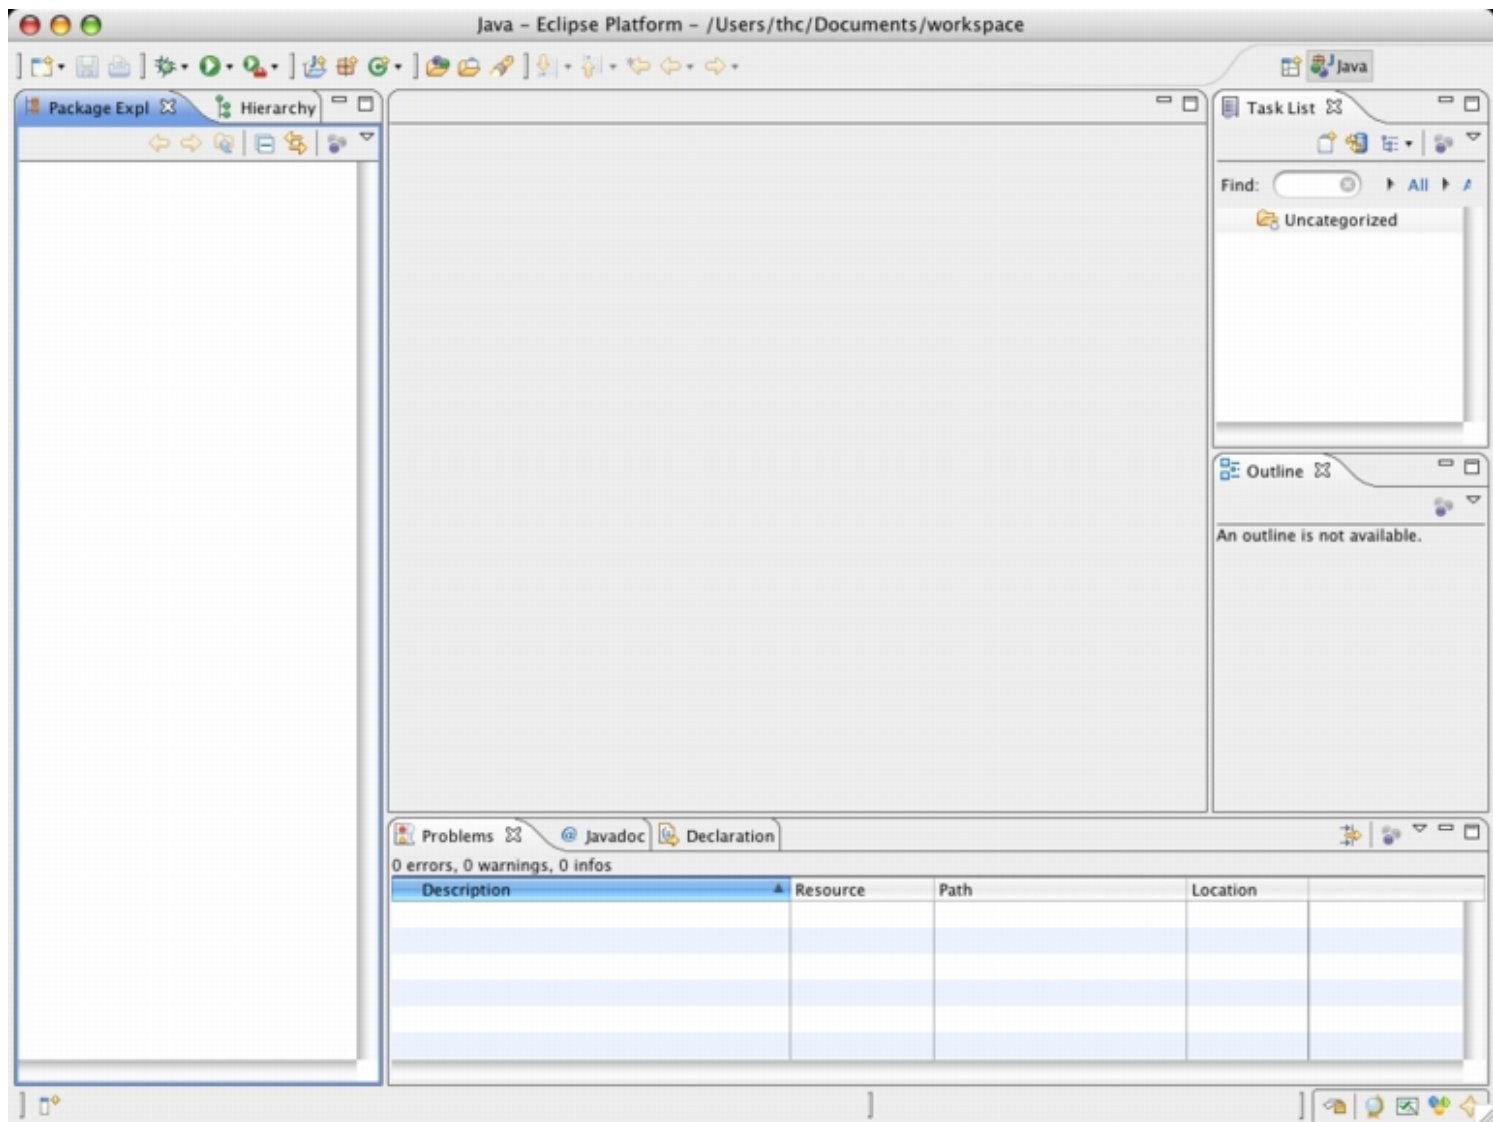 Java – Eclipse Platform – /Users/thc/Documents/workspace
Java
Package Expl
Hierarchy
Task List
Find:
All
Uncategorized
Outline
An outline is not available.
Problems
@ Javadoc
Declaration
0 errors, 0 warnings, 0 infos
Description
Resource
Path
Location